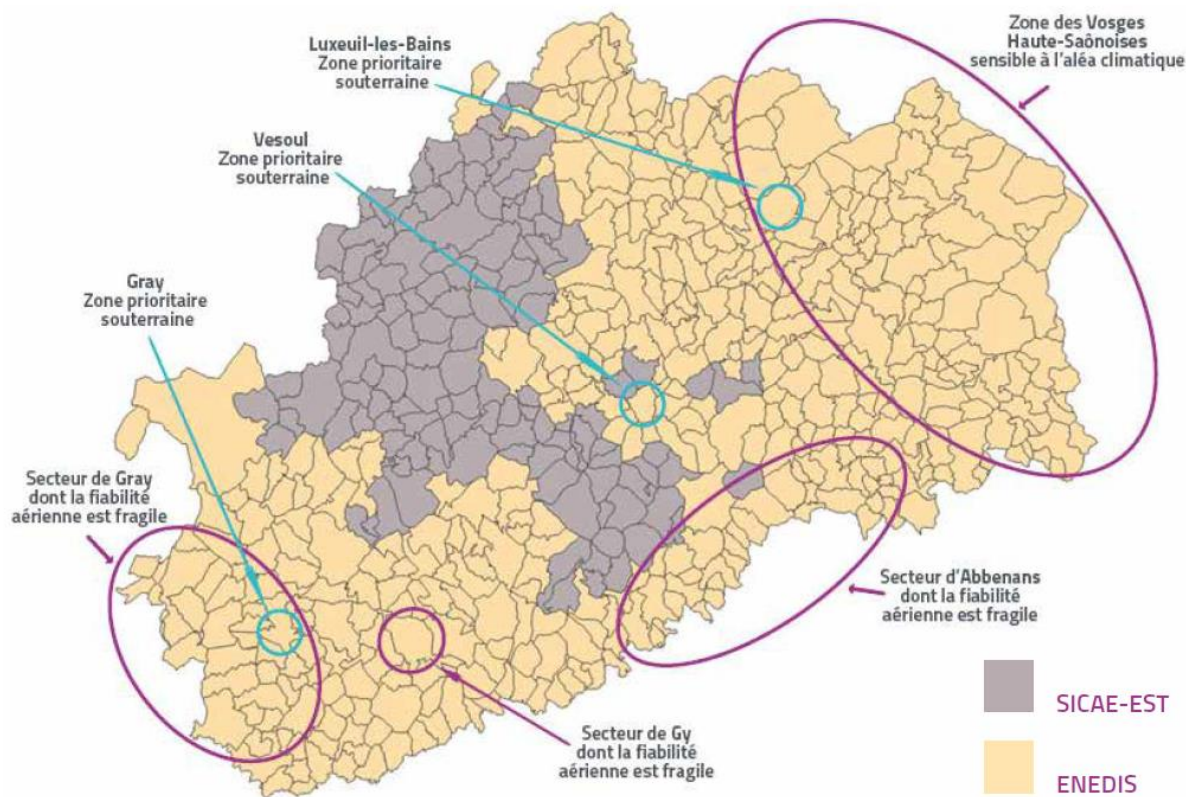 Zone des Vosges
Haute-Saônoises
sensible à l'aléa climatique
Luxeuil-les-Bains
Zone prioritaire
souterraine
Vesoul
Zone prioritaire
souterraine
Gray
Zone prioritaire
souterraine
Secteur de Gray
dont la fiabilité
aérienne est fragile
Secteur d'Abbenans
dont la fiabilité
aérienne est fragile
Secteur de Gy
dont la fiabilité
aérienne est fragile
SICAE-EST
ENEDIS